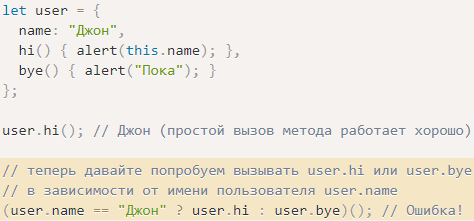 let user = {
  name: "Джон",
  hi() { alert(this.name); },
  bye() { alert("Пока"); }
};
user.hi(); // Джон (простой вызов метода работает хорошо)
// теперь давайте попробуем вызывать user.hi или user.bye
// в зависимости от имени пользователя user.name
(user.name == "Джон" ? user.hi : user.bye)(); // Ошибка!